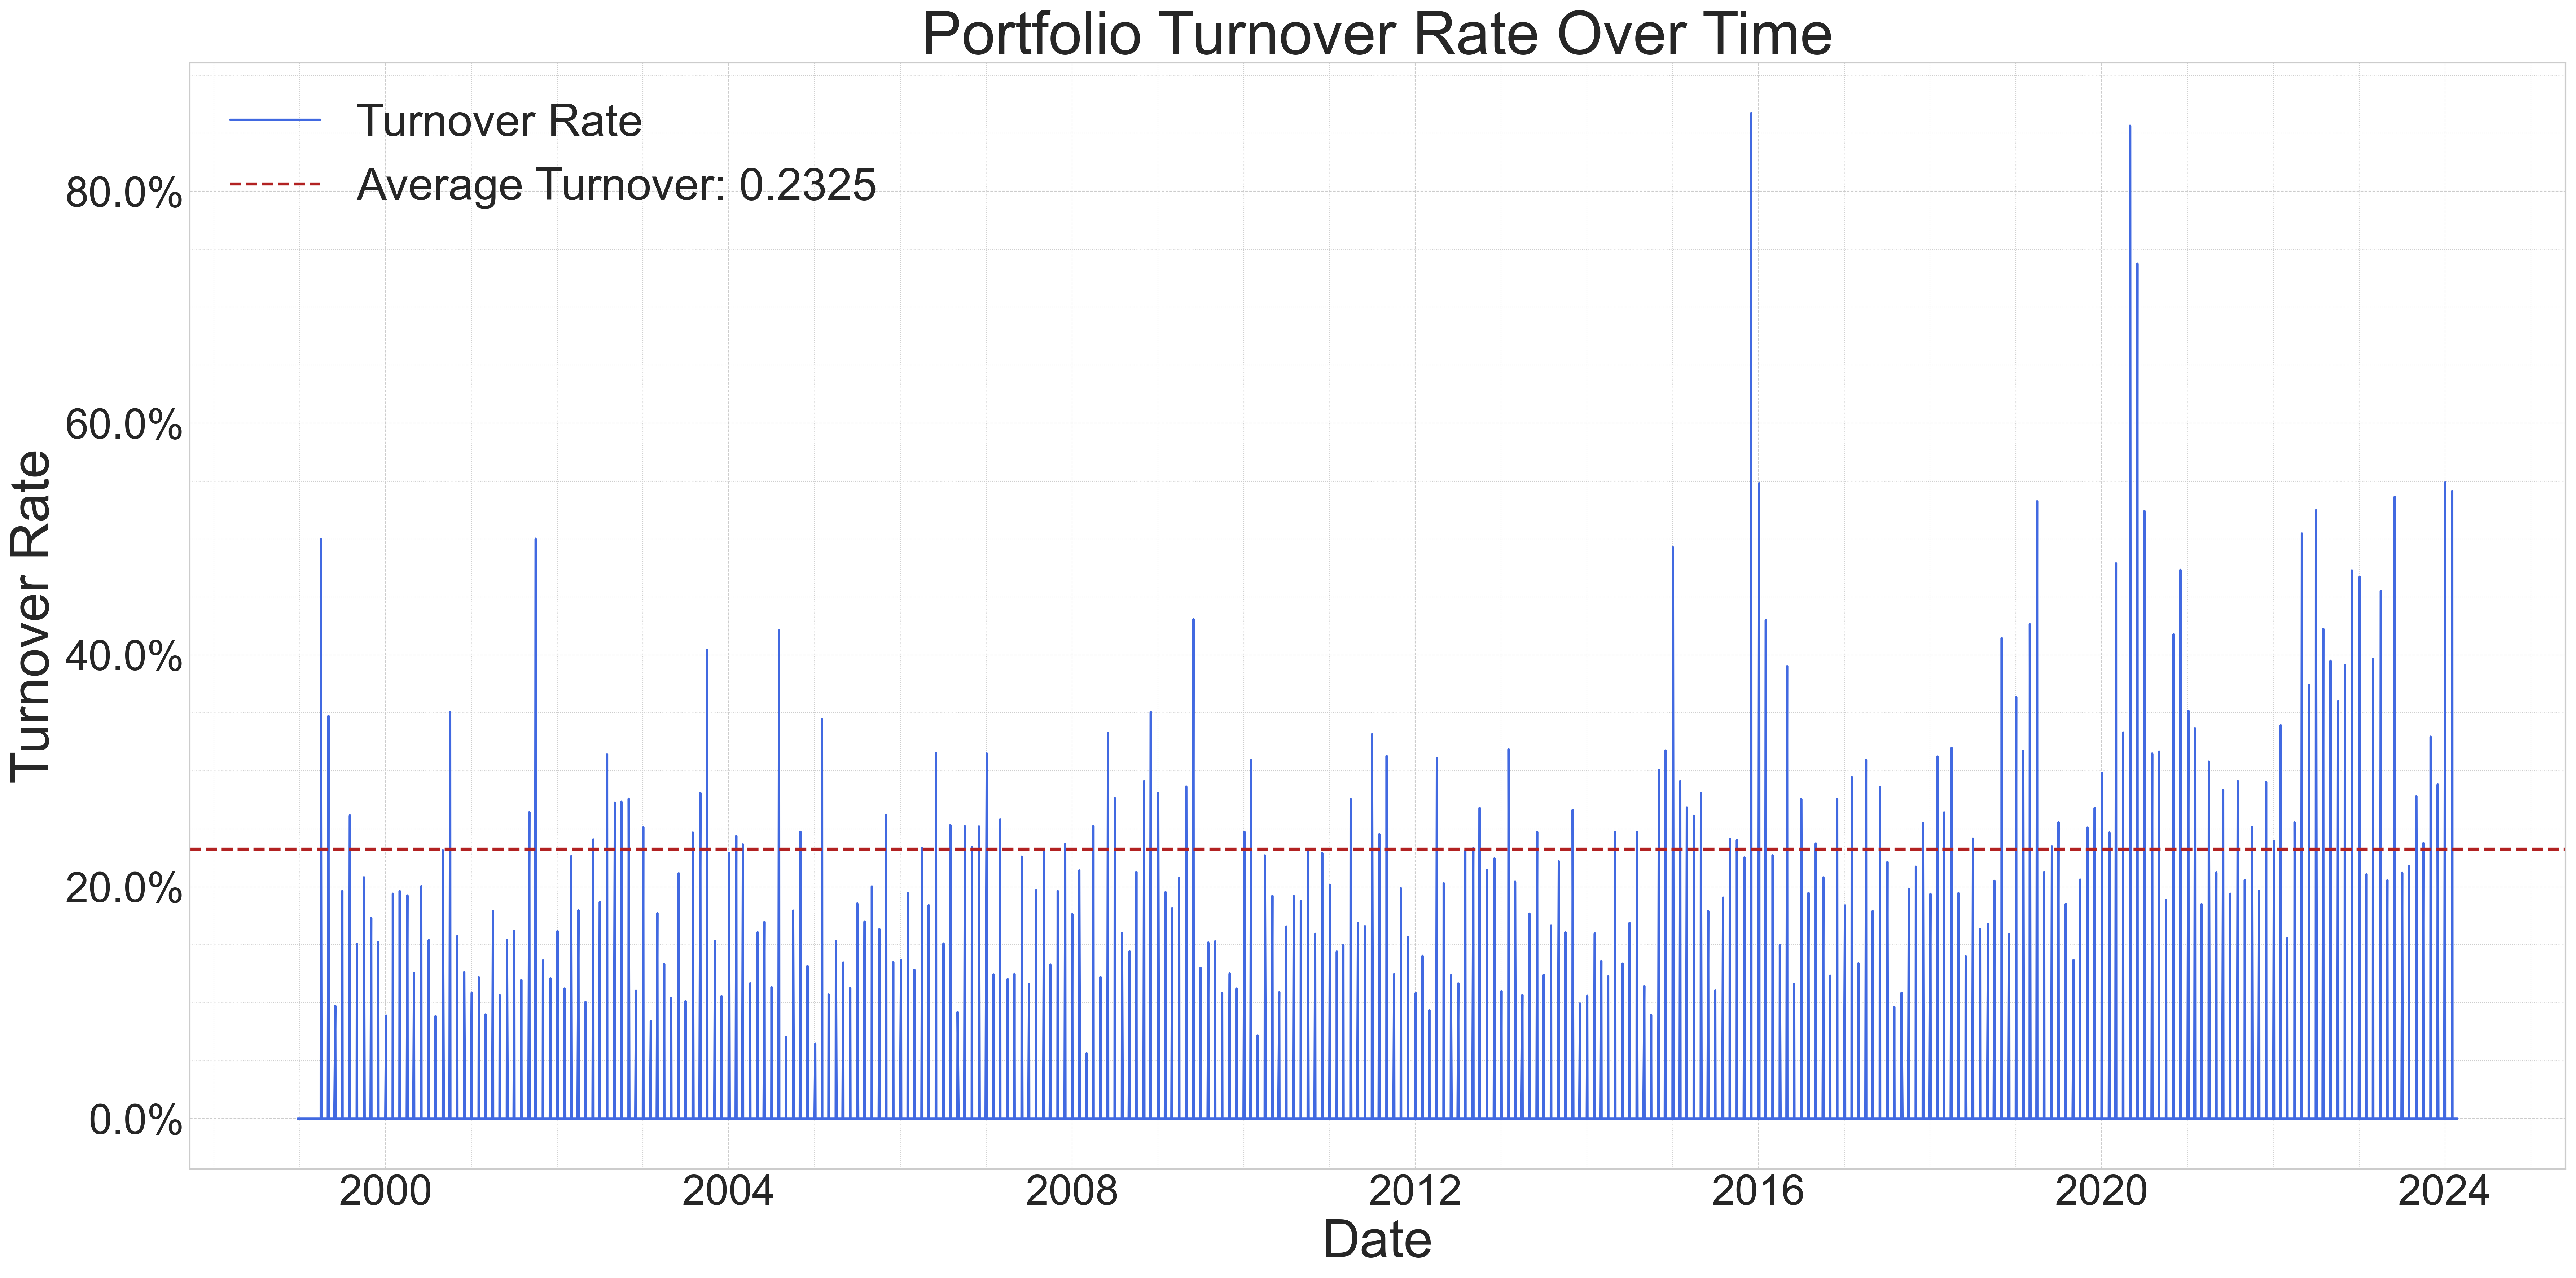 Portfolio Turnover Rate Over Time
Turnover Rate
Average Turnover: 0.2325
Turnover Rate
80.0%
60.0%
40.0%
20.0%
0.0%
2000 2004 2008 2012 2016 2020 2024
Date